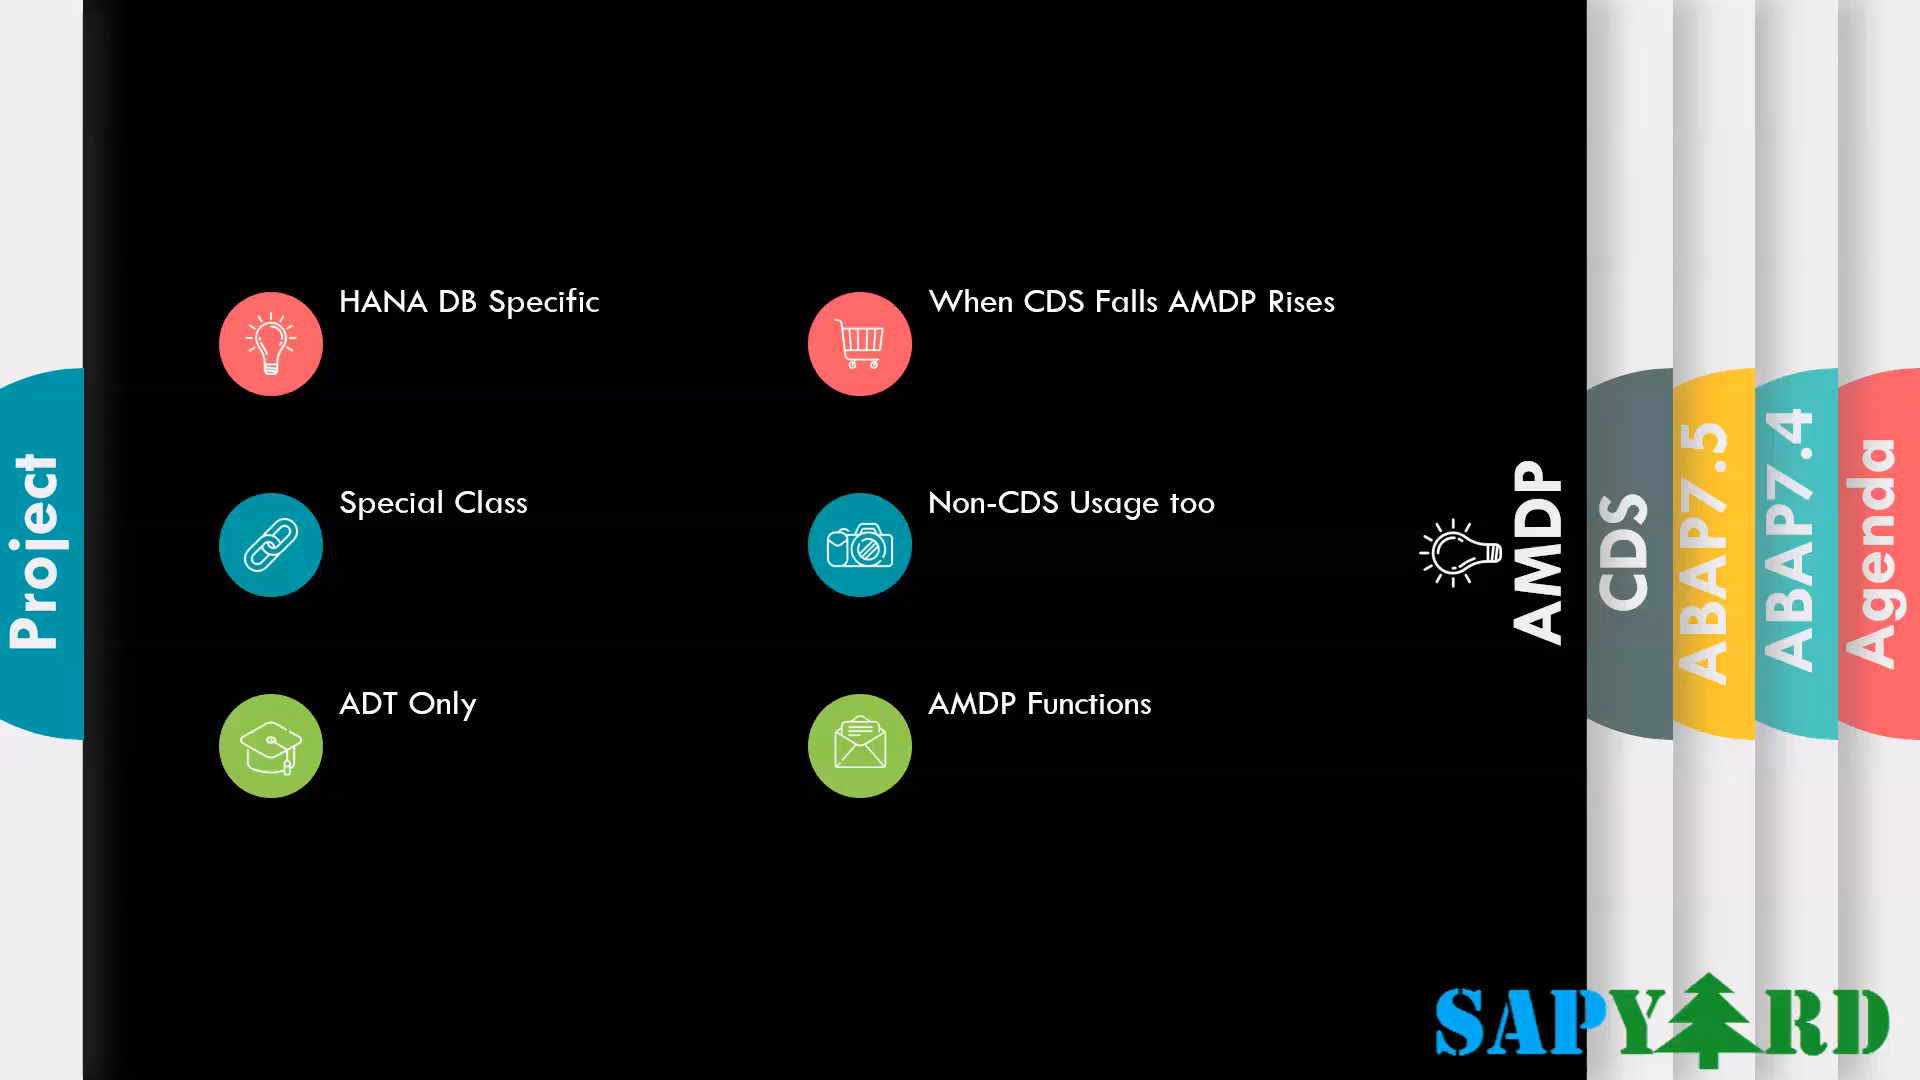 Project
HANA DB Specific
When CDS Falls AMDP Rises
Special Class
Non-CDS Usage too
ADT Only
AMDP Functions
AMDP
CDS
ABAP7.5
ABAP7.4
Agenda
SAPYARD